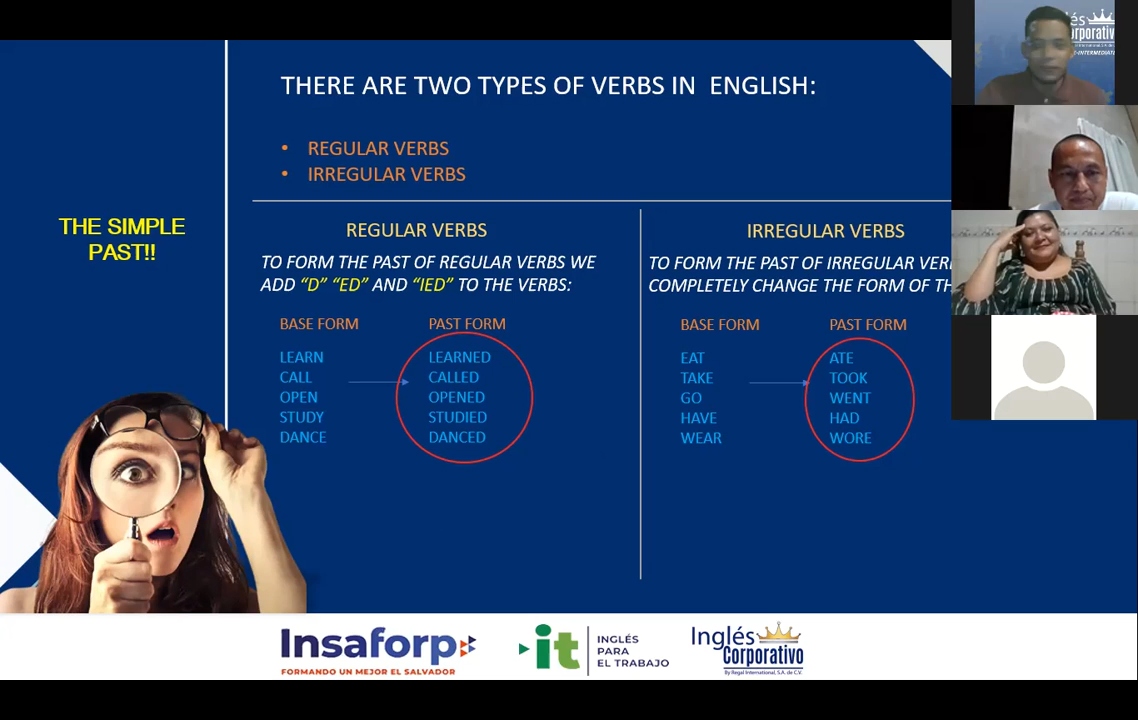 THERE ARE TWO TYPES OF VERBS IN ENGLISH:
• REGULAR VERBS
• IRREGULAR VERBS
THE SIMPLE
PAST!!
REGULAR VERBS
TO FORM THE PAST OF REGULAR VERBS WE
ADD “D” “ED” AND “IED” TO THE VERBS:
BASE FORM PAST FORM
LEARN LEARNED
CALL CALLED
OPEN OPENED
STUDY STUDIED
DANCE DANCED
IRREGULAR VERBS
TO FORM THE PAST OF IRREGULAR VER
COMPLETELY CHANGE THE FORM OF TH
BASE FORM PAST FORM
EAT ATE
TAKE TOOK
GO WENT
HAVE HAD
WEAR WORE
Insaforp
FORMANDO UN MEJOR EL SALVADOR
it
INGLÉS
PARA
EL TRABAJO
Inglés
Corporativo
By Regal International, S.A. de C.V.